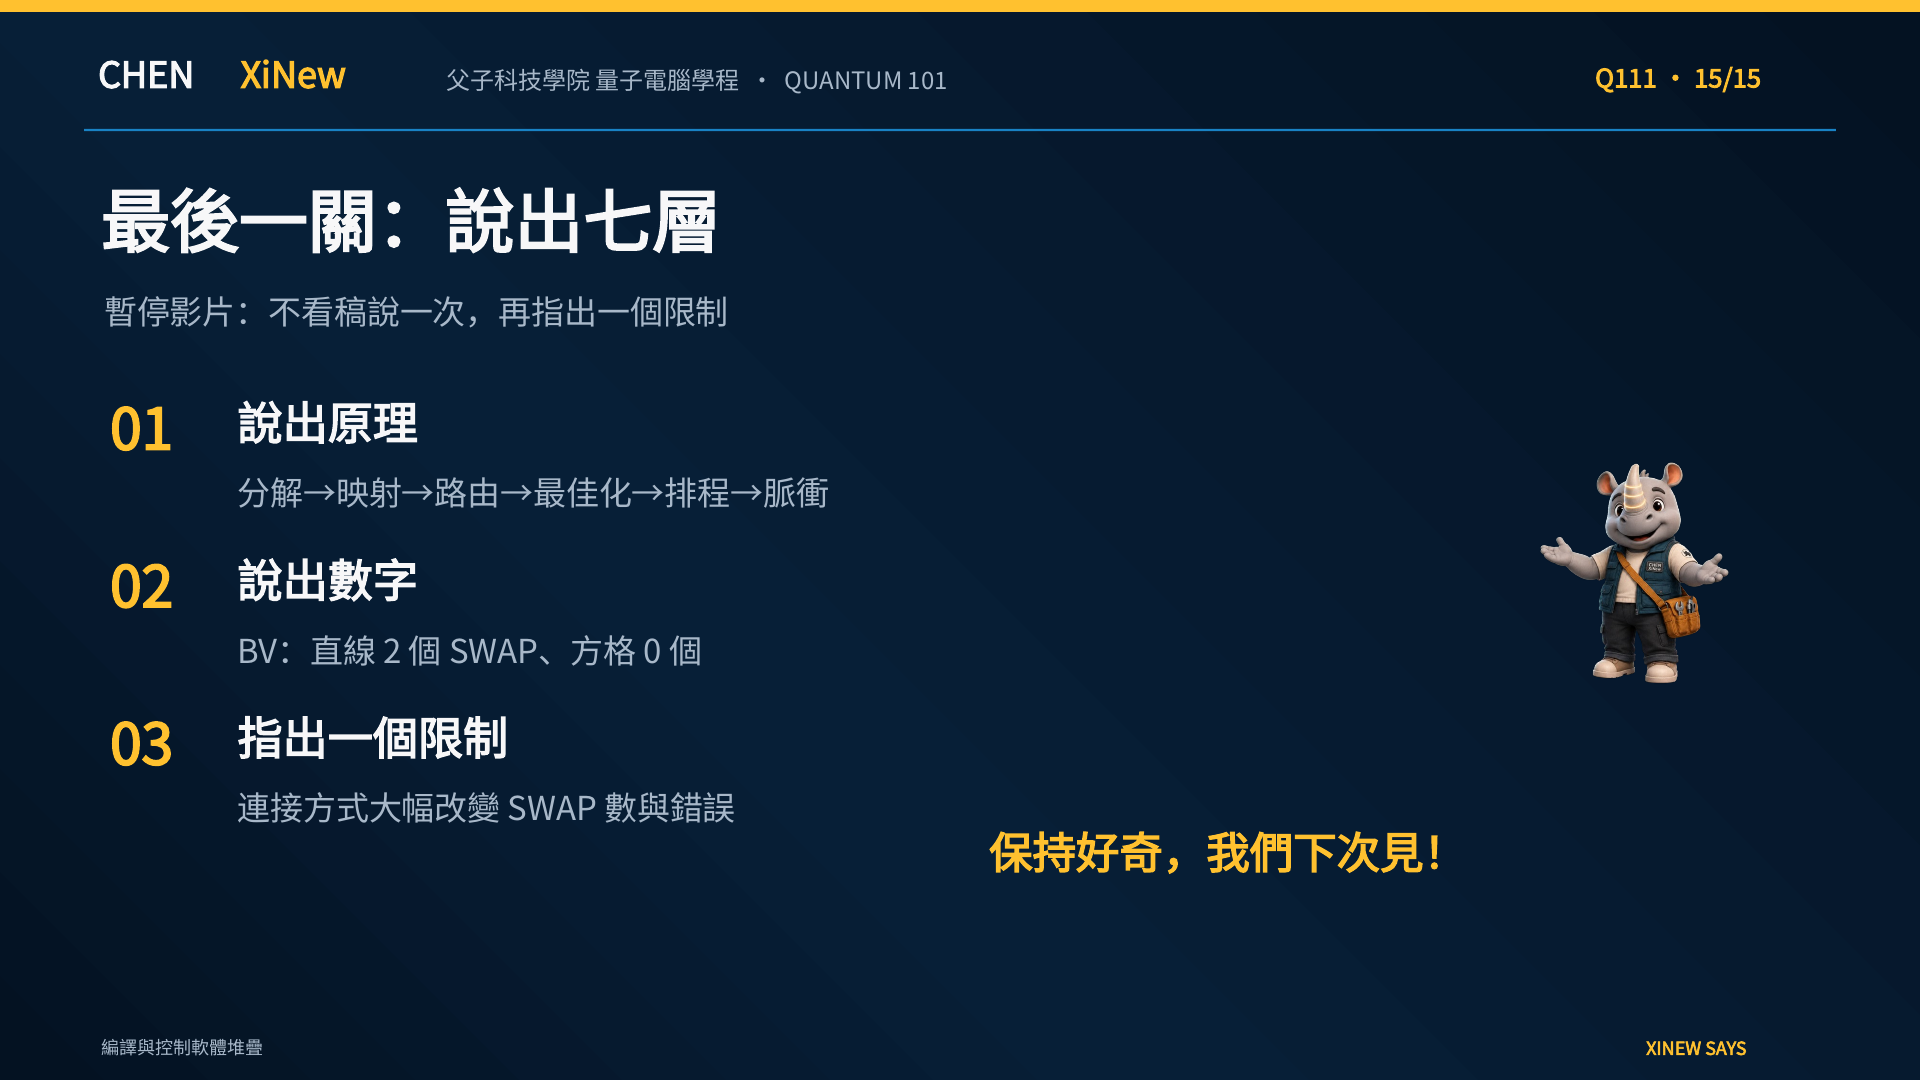 CHEN XiNew 父子科技學院 量子電腦學程 · QUANTUM 101 Q111 · 15/15
最後一關：說出七層
暫停影片：不看稿說一次，再指出一個限制
01 說出原理
分解→映射→路由→最佳化→排程→脈衝
02 說出數字
BV：直線 2 個 SWAP、方格 0 個
03 指出一個限制
連接方式大幅改變 SWAP 數與錯誤
保持好奇，我們下次見！
編譯與控制軟體堆疊 XINEW SAYS